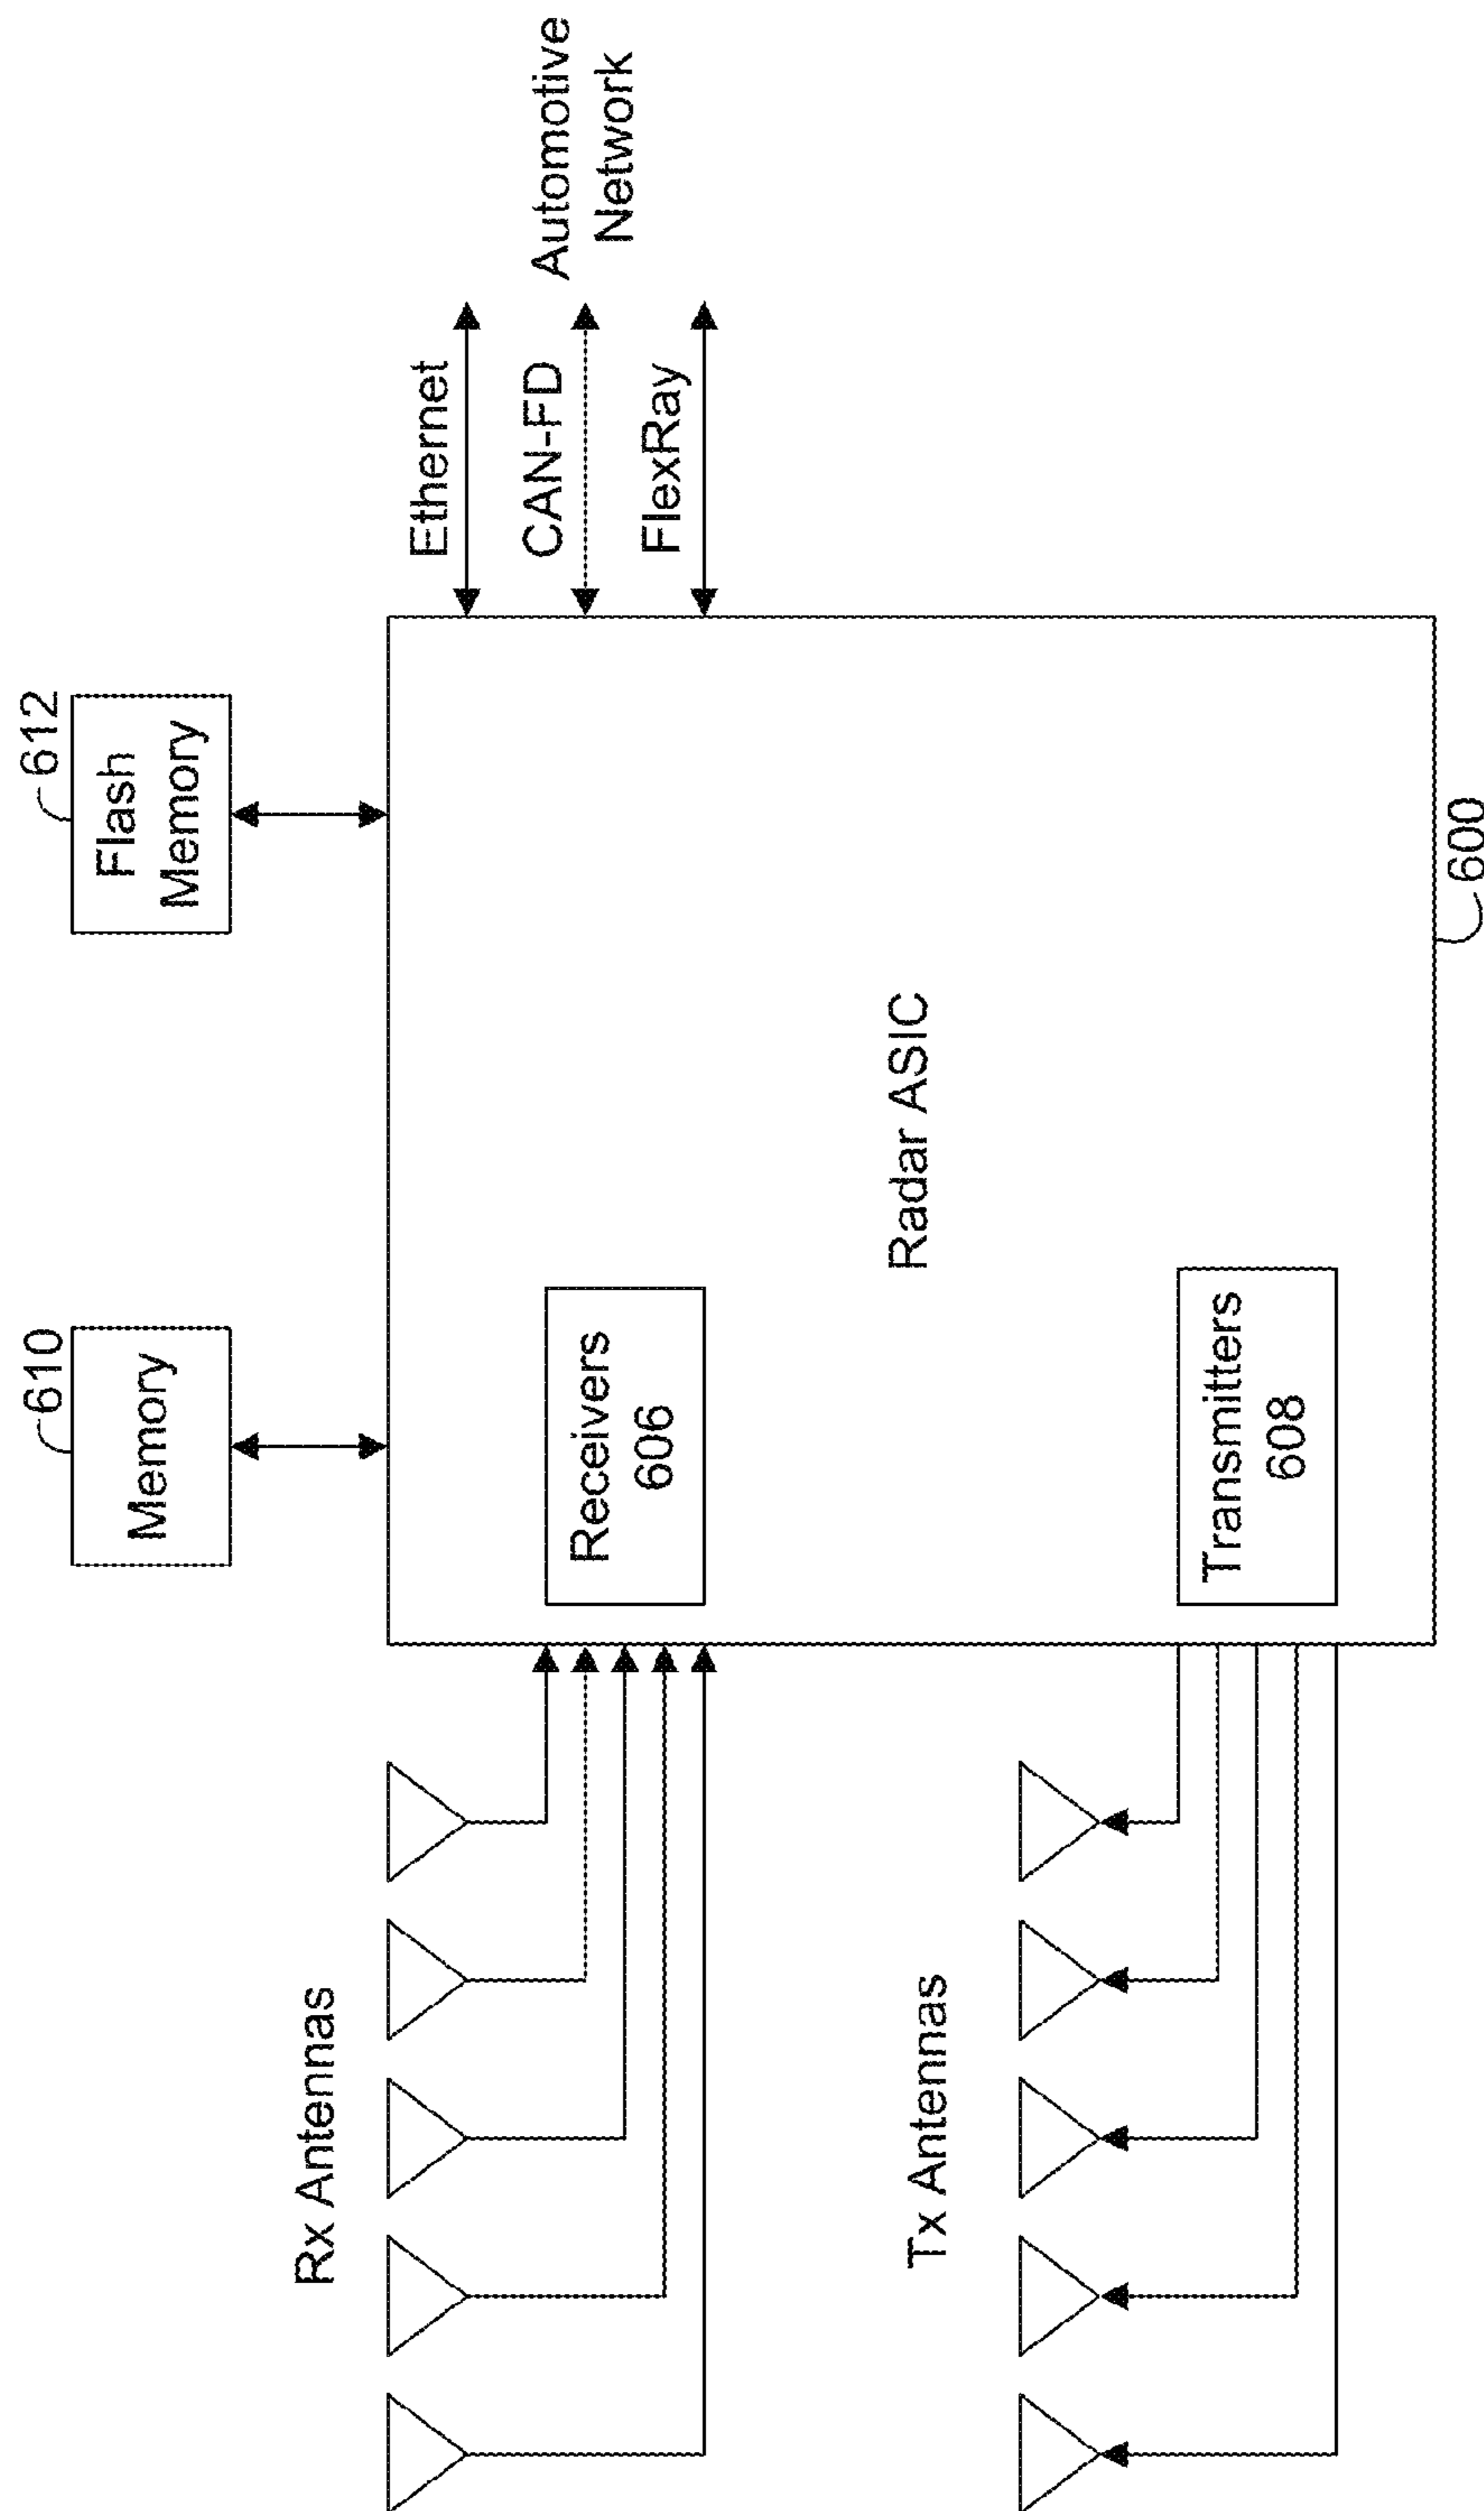 610
Memory
612
Flash
Memory
Rx Antennas
Receivers
606
Ethernet
CAN-FD
FlexRay
Automotive
Network
Radar ASIC
Tx Antennas
Transmitters
608
600